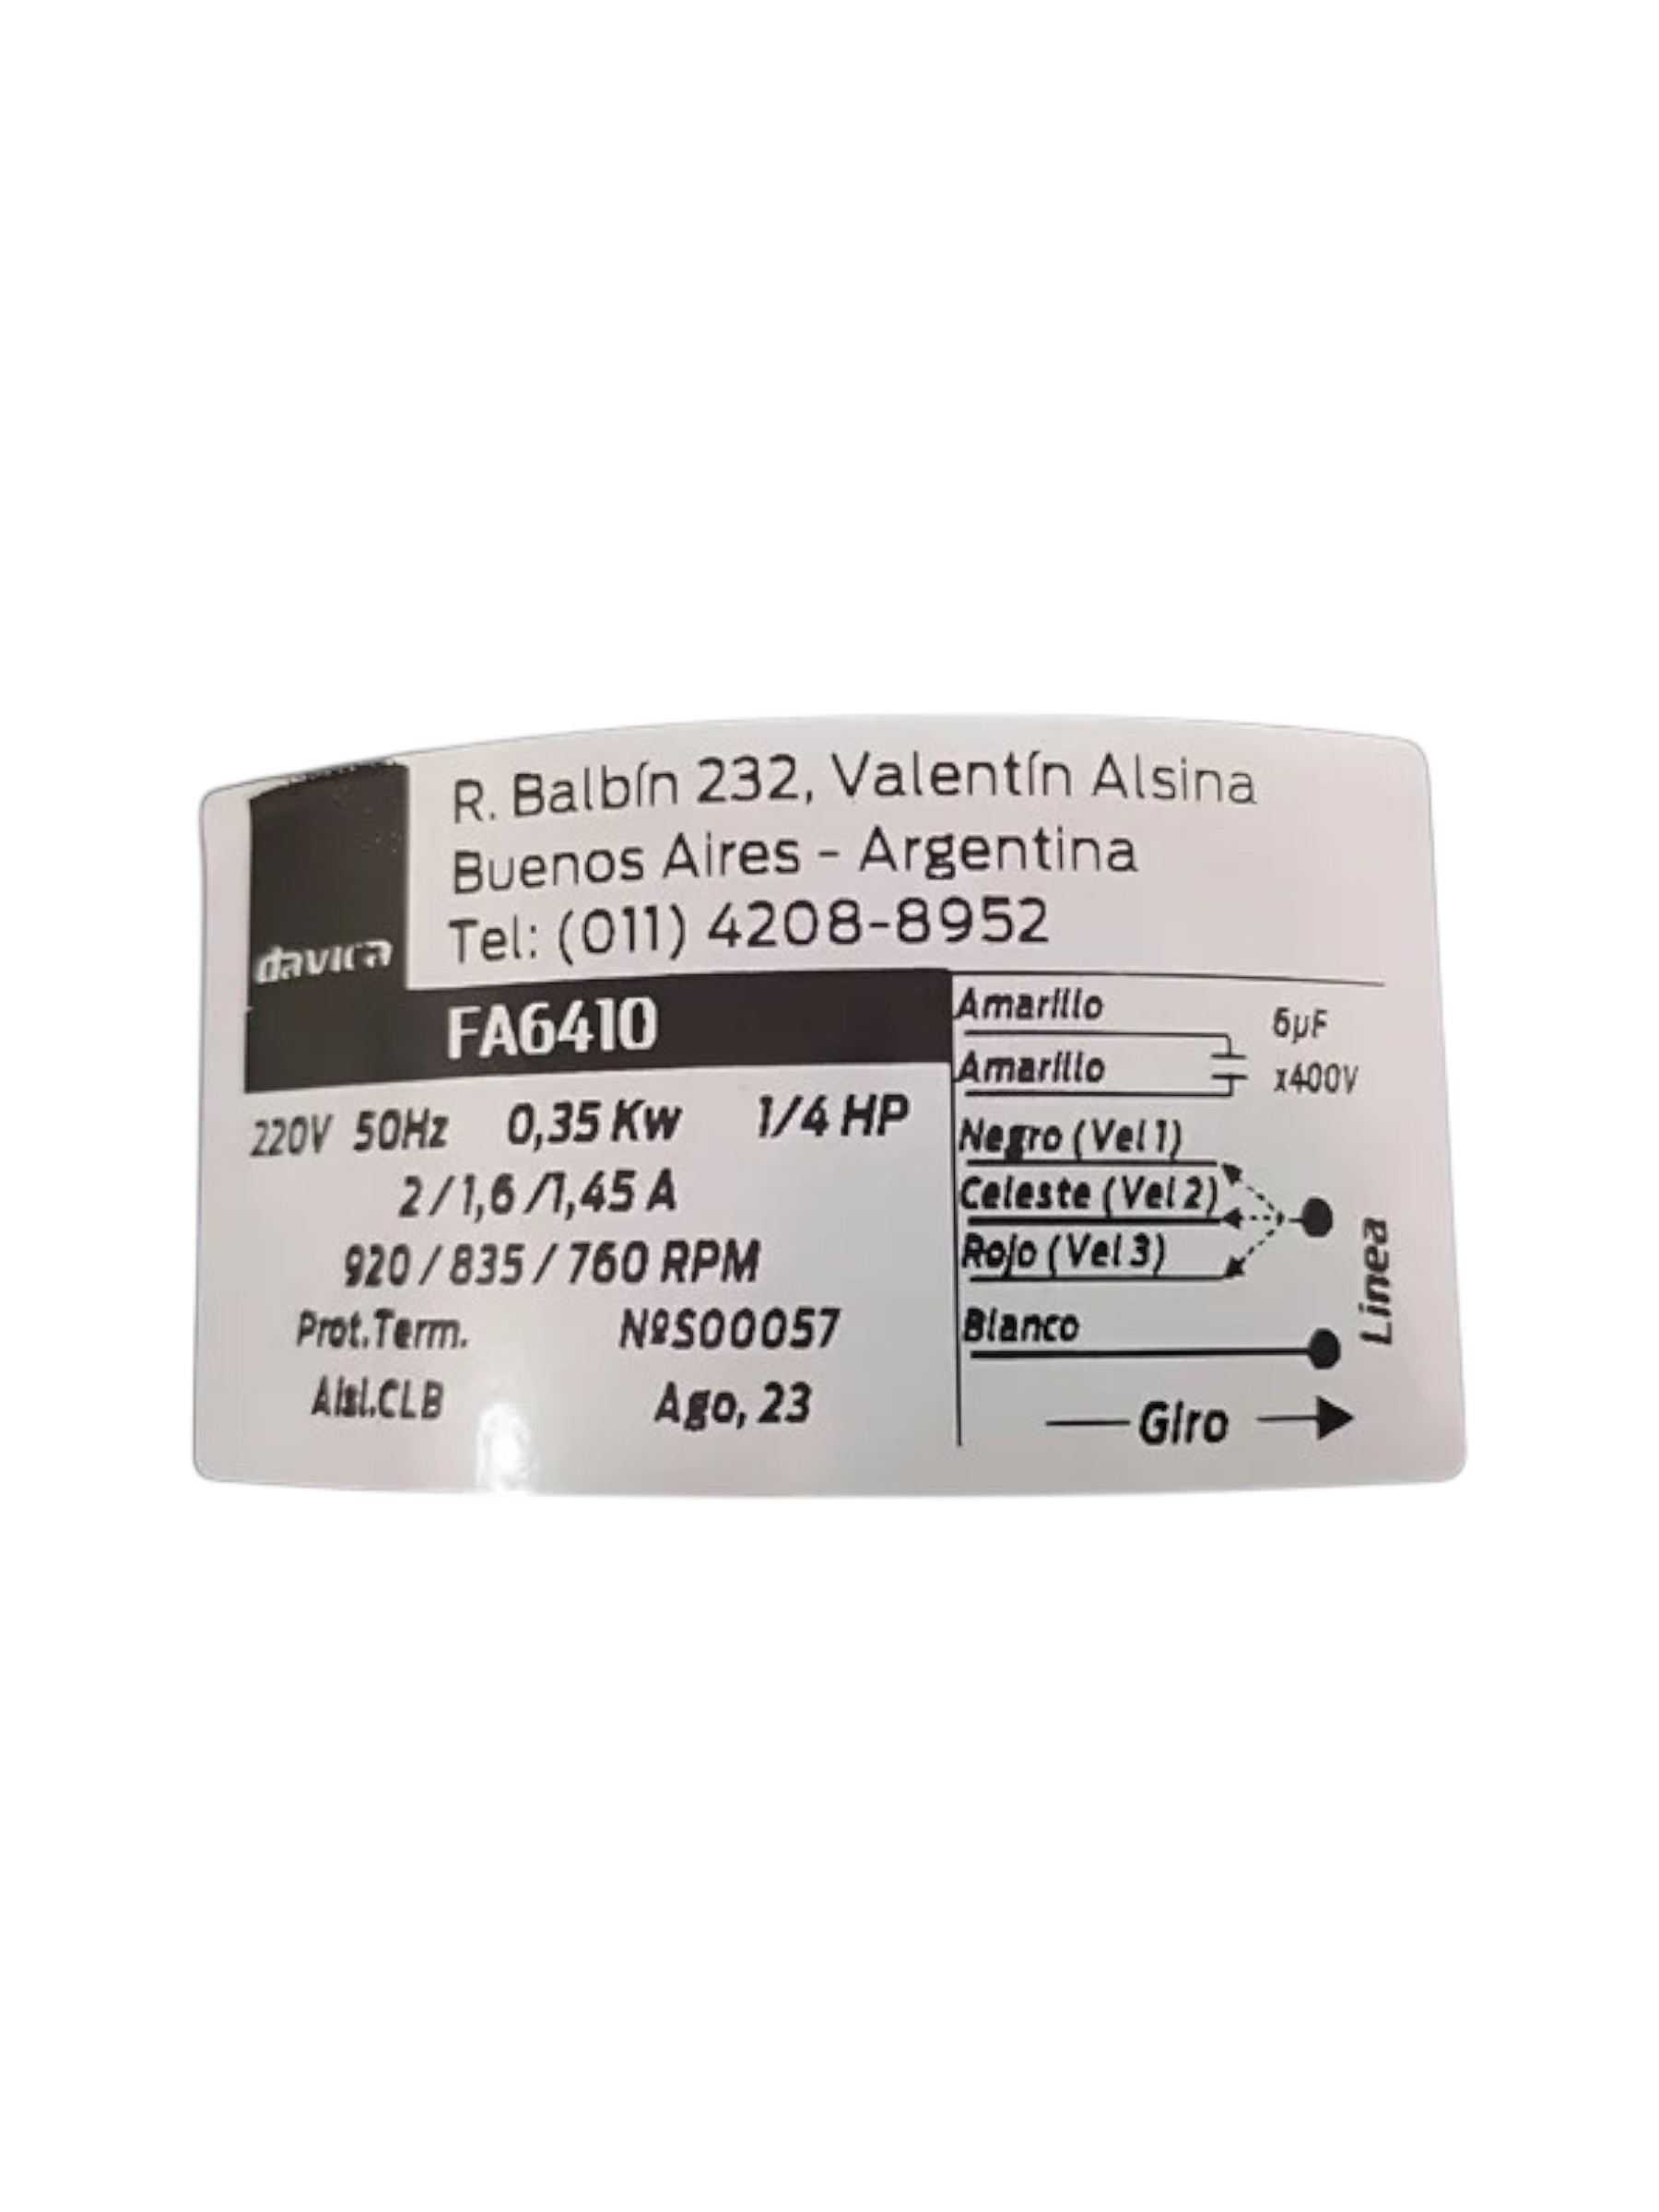 R. Balbín 232, Valentín Alsina
Buenos Aires - Argentina
Tel: (011) 4208-8952
davica
FA6410
220V 50Hz 0,35 Kw 1/4 HP
2/1,6/1,45 A
920/835/760 RPM
Prot.Term. NºS00057
Aisl.CLB Ago, 23
Amarillo
6µF
Amarillo
x400V
Negro (Vel 1)
Celeste (Vel 2)
Rojo (Vel 3)
Blanco
Linea
Giro